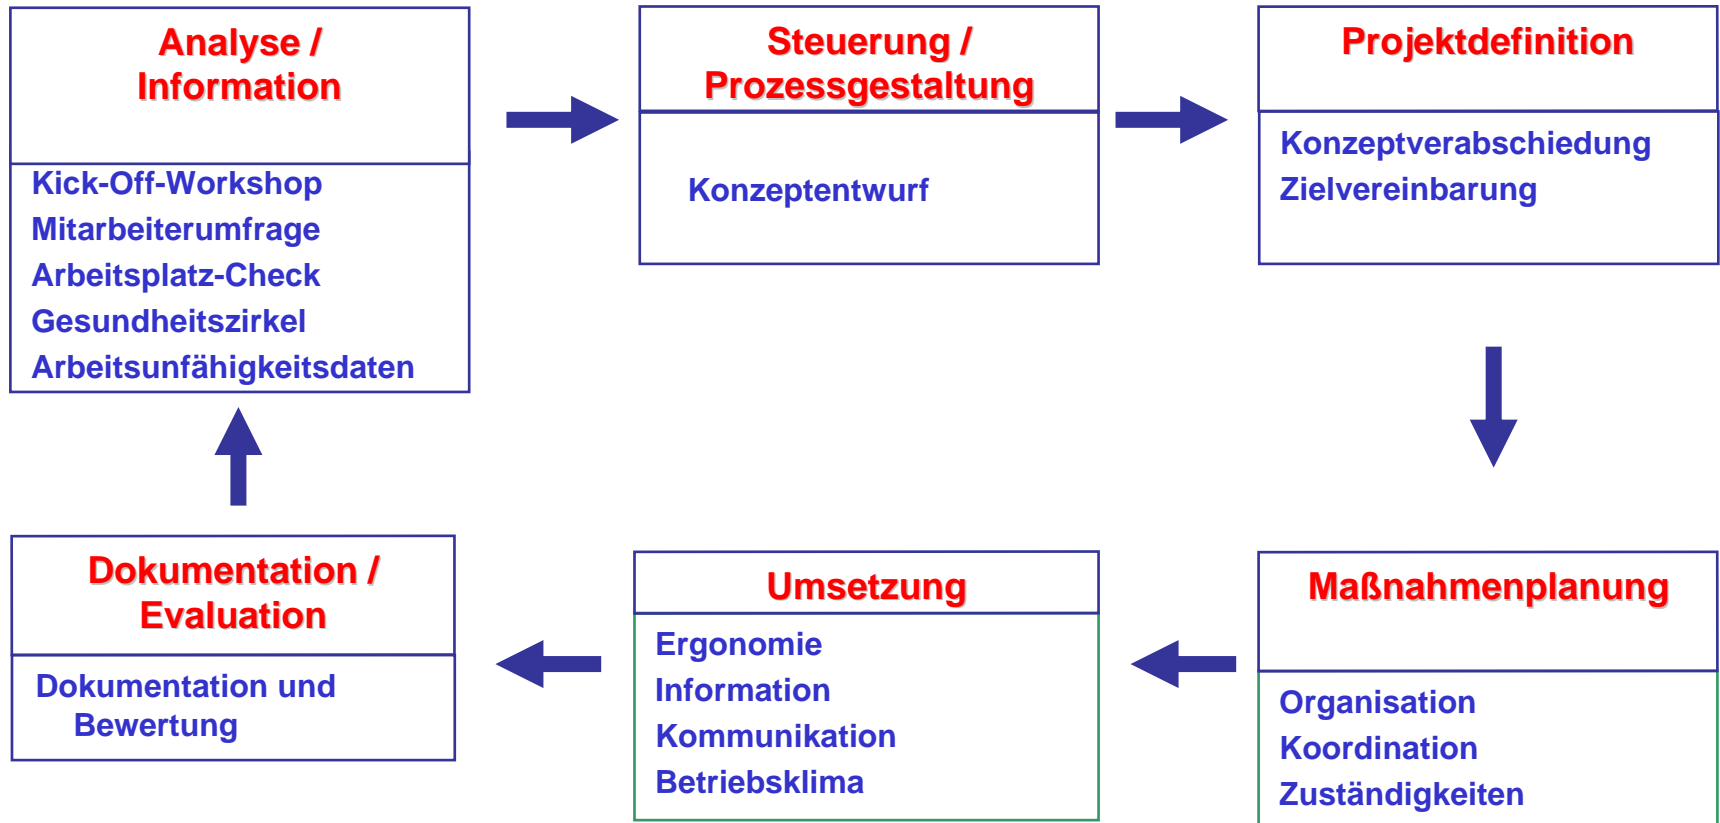 Analyse /
Information
Kick-Off-Workshop
Mitarbeiterumfrage
Arbeitsplatz-Check
Gesundheitszirkel
Arbeitsunfähigkeitsdaten
Steuerung /
Prozessgestaltung
Konzeptentwurf
Projektdefinition
Konzeptverabschiedung
Zielvereinbarung
Maßnahmenplanung
Organisation
Koordination
Zuständigkeiten
Umsetzung
Ergonomie
Information
Kommunikation
Betriebsklima
Dokumentation /
Evaluation
Dokumentation und
Bewertung